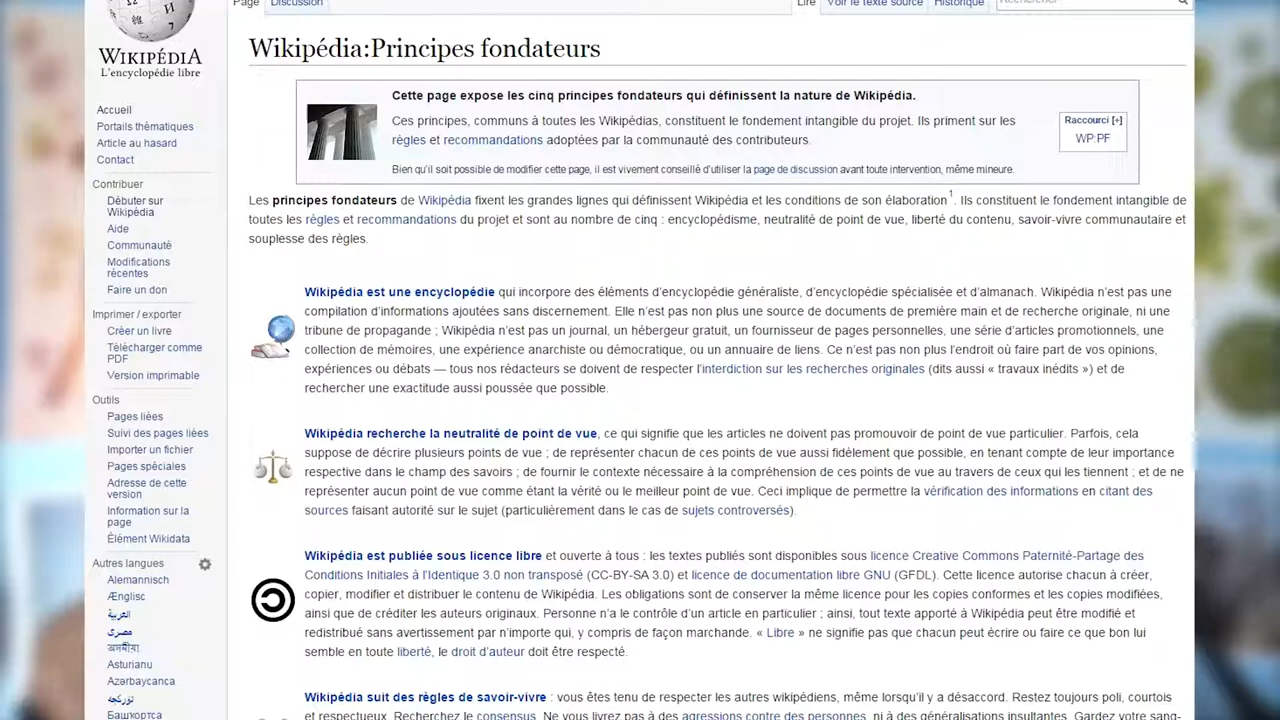 Page
Discussion
Lire
Voir le texte source
Historique
Rechercher
WIKIPÉDIA
L'encyclopédie libre
Accueil
Portails thématiques
Article au hasard
Contact
Contribuer
Débuter sur
Wikipédia
Aide
Communauté
Modifications
récentes
Faire un don
Imprimer / exporter
Créer un livre
Télécharger comme
PDF
Version imprimable
Outils
Pages liées
Suivi des pages liées
Importer un fichier
Pages spéciales
Adresse de cette
version
Information sur la
page
Élément Wikidata
Autres langues
Alemannisch
Ænglisc
العربية
مصرى
অসমীয়া
Asturianu
Azərbaycanca
تۆرکجه
Башҡортса
Wikipédia:Principes fondateurs
Cette page expose les cinq principes fondateurs qui définissent la nature de Wikipédia.
Ces principes, communs à toutes les Wikipédias, constituent le fondement intangible du projet. Ils priment sur les
règles et recommandations adoptées par la communauté des contributeurs.
Bien qu'il soit possible de modifier cette page, il est vivement conseillé d'utiliser la page de discussion avant toute intervention, même mineure.
Raccourci [+]
WP:PF
Les principes fondateurs de Wikipédia fixent les grandes lignes qui définissent Wikipédia et les conditions de son élaboration 1. Ils constituent le fondement intangible de
toutes les règles et recommandations du projet et sont au nombre de cinq : encyclopédisme, neutralité de point de vue, liberté du contenu, savoir-vivre communautaire et
souplesse des règles.
Wikipédia est une encyclopédie qui incorpore des éléments d'encyclopédie généraliste, d'encyclopédie spécialisée et d'almanach. Wikipédia n'est pas une
compilation d'informations ajoutées sans discernement. Elle n'est pas non plus une source de documents de première main et de recherche originale, ni une
tribune de propagande ; Wikipédia n'est pas un journal, un hébergeur gratuit, un fournisseur de pages personnelles, une série d'articles promotionnels, une
collection de mémoires, une expérience anarchiste ou démocratique, ou un annuaire de liens. Ce n'est pas non plus l'endroit où faire part de vos opinions,
expériences ou débats — tous nos rédacteurs se doivent de respecter l'interdiction sur les recherches originales (dits aussi « travaux inédits ») et de
rechercher une exactitude aussi poussée que possible.
Wikipédia recherche la neutralité de point de vue, ce qui signifie que les articles ne doivent pas promouvoir de point de vue particulier. Parfois, cela
suppose de décrire plusieurs points de vue ; de représenter chacun de ces points de vue aussi fidèlement que possible, en tenant compte de leur importance
respective dans le champ des savoirs ; de fournir le contexte nécessaire à la compréhension de ces points de vue au travers de ceux qui les tiennent ; et de ne
représenter aucun point de vue comme étant la vérité ou le meilleur point de vue. Ceci implique de permettre la vérification des informations en citant des
sources faisant autorité sur le sujet (particulièrement dans le cas de sujets controversés).
Wikipédia est publiée sous licence libre et ouverte à tous : les textes publiés sont disponibles sous licence Creative Commons Paternité-Partage des
Conditions Initiales à l'Identique 3.0 non transposé (CC-BY-SA 3.0) et licence de documentation libre GNU (GFDL). Cette licence autorise chacun à créer,
copier, modifier et distribuer le contenu de Wikipédia. Les obligations sont de conserver la même licence pour les copies conformes et les copies modifiées,
ainsi que de créditer les auteurs originaux. Personne n'a le contrôle d'un article en particulier ; ainsi, tout texte apporté à Wikipédia peut être modifié et
redistribué sans avertissement par n'importe qui, y compris de façon marchande. « Libre » ne signifie pas que chacun peut écrire ou faire ce que bon lui
semble en toute liberté, le droit d'auteur doit être respecté.
Wikipédia suit des règles de savoir-vivre : vous êtes tenu de respecter les autres wikipédiens, même lorsqu'il y a désaccord. Restez toujours poli, courtois
et respectueux. Recherchez le consensus. Ne vous livrez pas à des agressions contre des personnes, ni à des généralisations insultantes. Gardez votre sang-